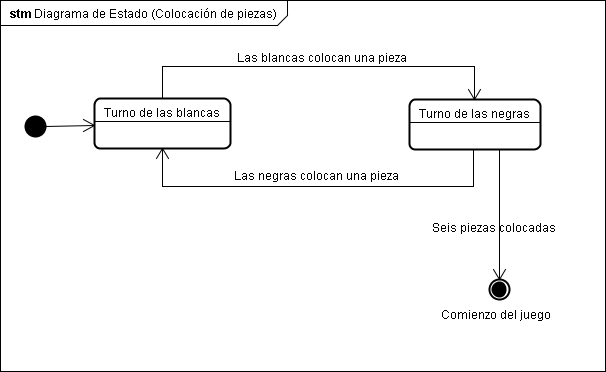 stm Diagrama de Estado (Colocación de piezas)
Las blancas colocan una pieza
Turno de las blancas
Turno de las negras
Las negras colocan una pieza
Seis piezas colocadas
Comienzo del juego